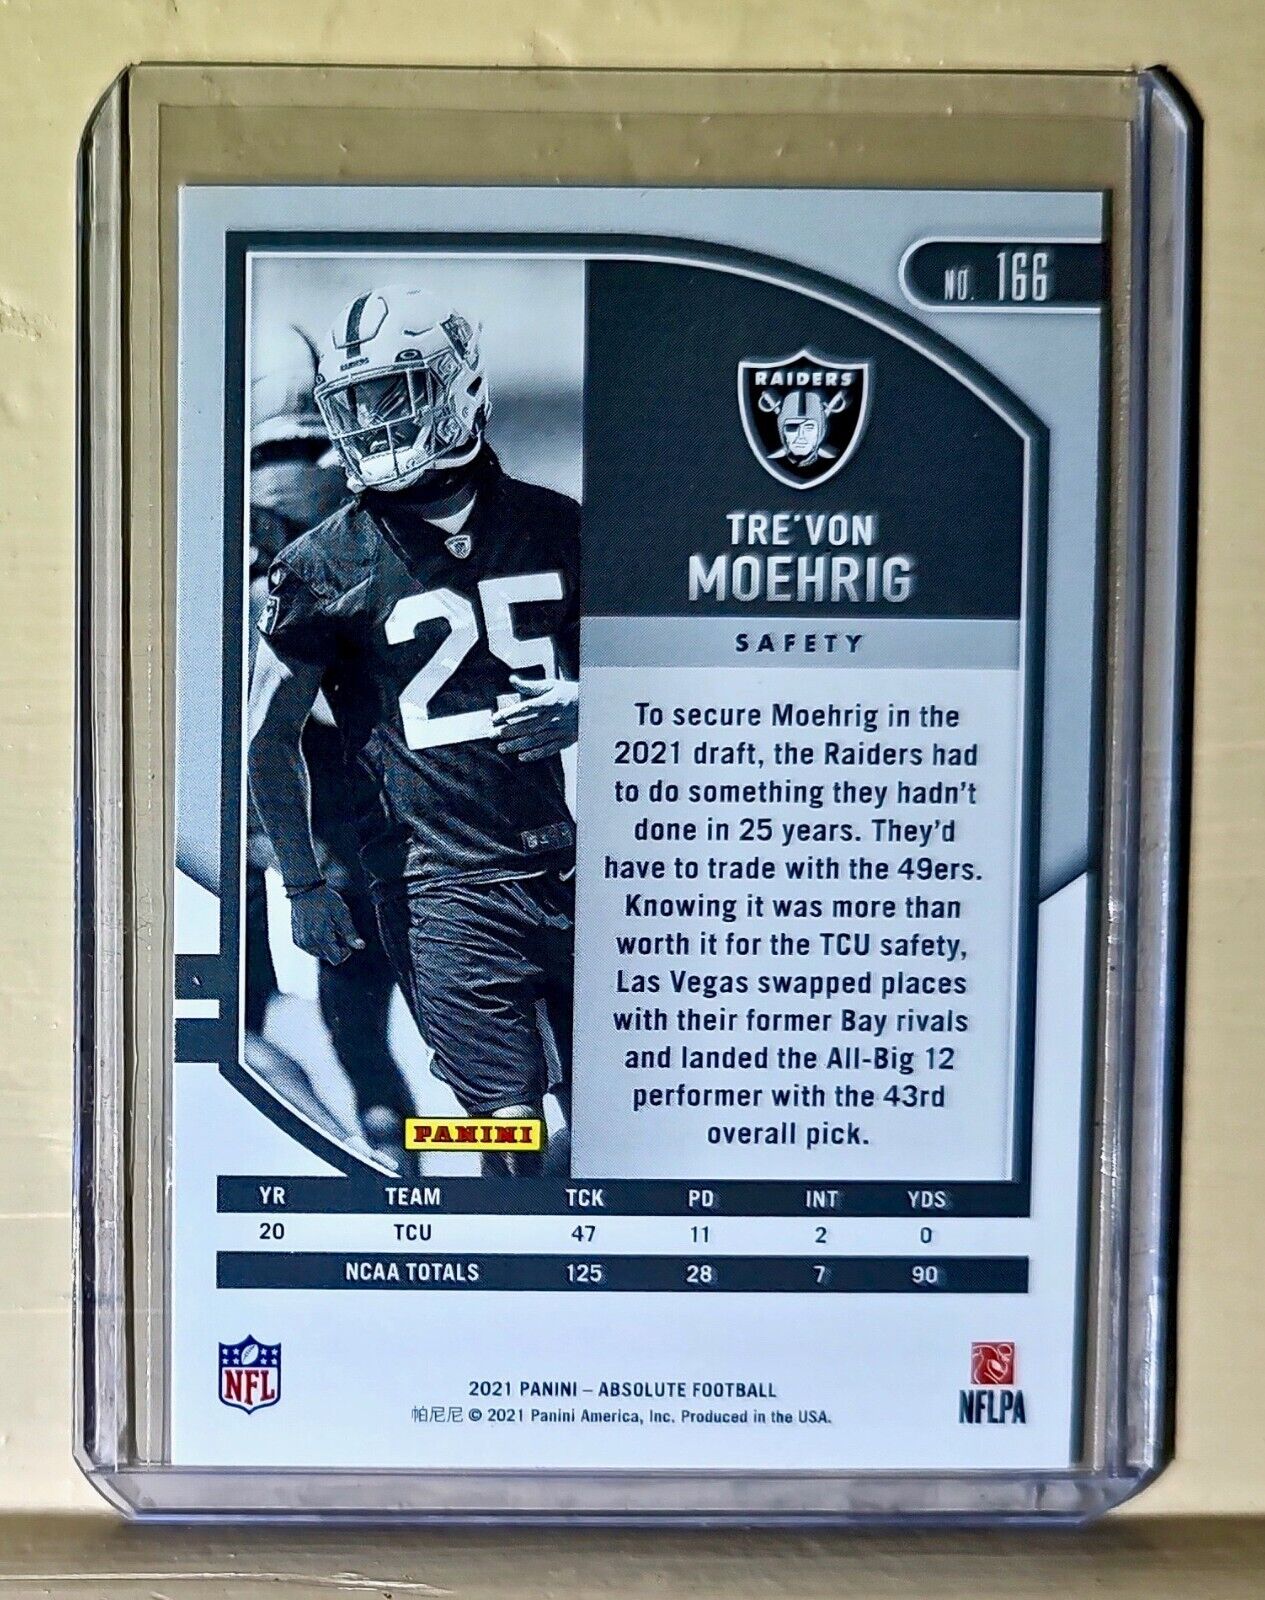 NO. 166
RAIDERS
TRE'VON
MOEHRIG
SAFETY
25
To secure Moehrig in the
2021 draft, the Raiders had
to do something they hadn't
done in 25 years. They'd
have to trade with the 49ers.
Knowing it was more than
worth it for the TCU safety,
Las Vegas swapped places
with their former Bay rivals
and landed the All-Big 12
performer with the 43rd
overall pick.
PANINI
YR TEAM TCK PD INT YDS
20 TCU 47 11 2 0
NCAA TOTALS 125 28 7 90
NFL
2021 PANINI – ABSOLUTE FOOTBALL
帕尼尼 © 2021 Panini America, Inc. Produced in the USA.
NFLPA